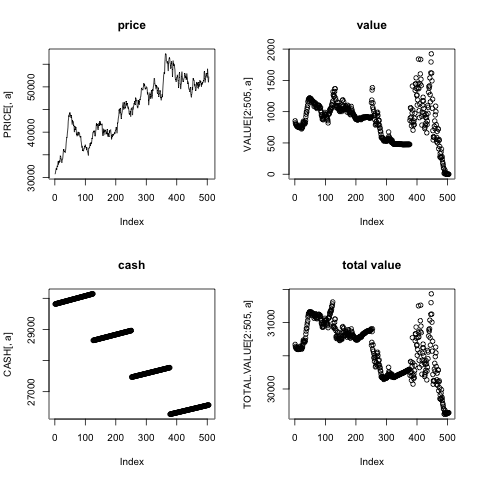 price
PRICE[, a]
30000 40000 50000
0 100 200 300 400 500
Index
value
VALUE[2:505, a]
0 500 1000 1500 2000
0 100 200 300 400 500
Index
cash
CASH[, a]
27000 29000
0 100 200 300 400 500
Index
total value
TOTAL.VALUE[2:505, a]
30000 31000
0 100 200 300 400 500
Index